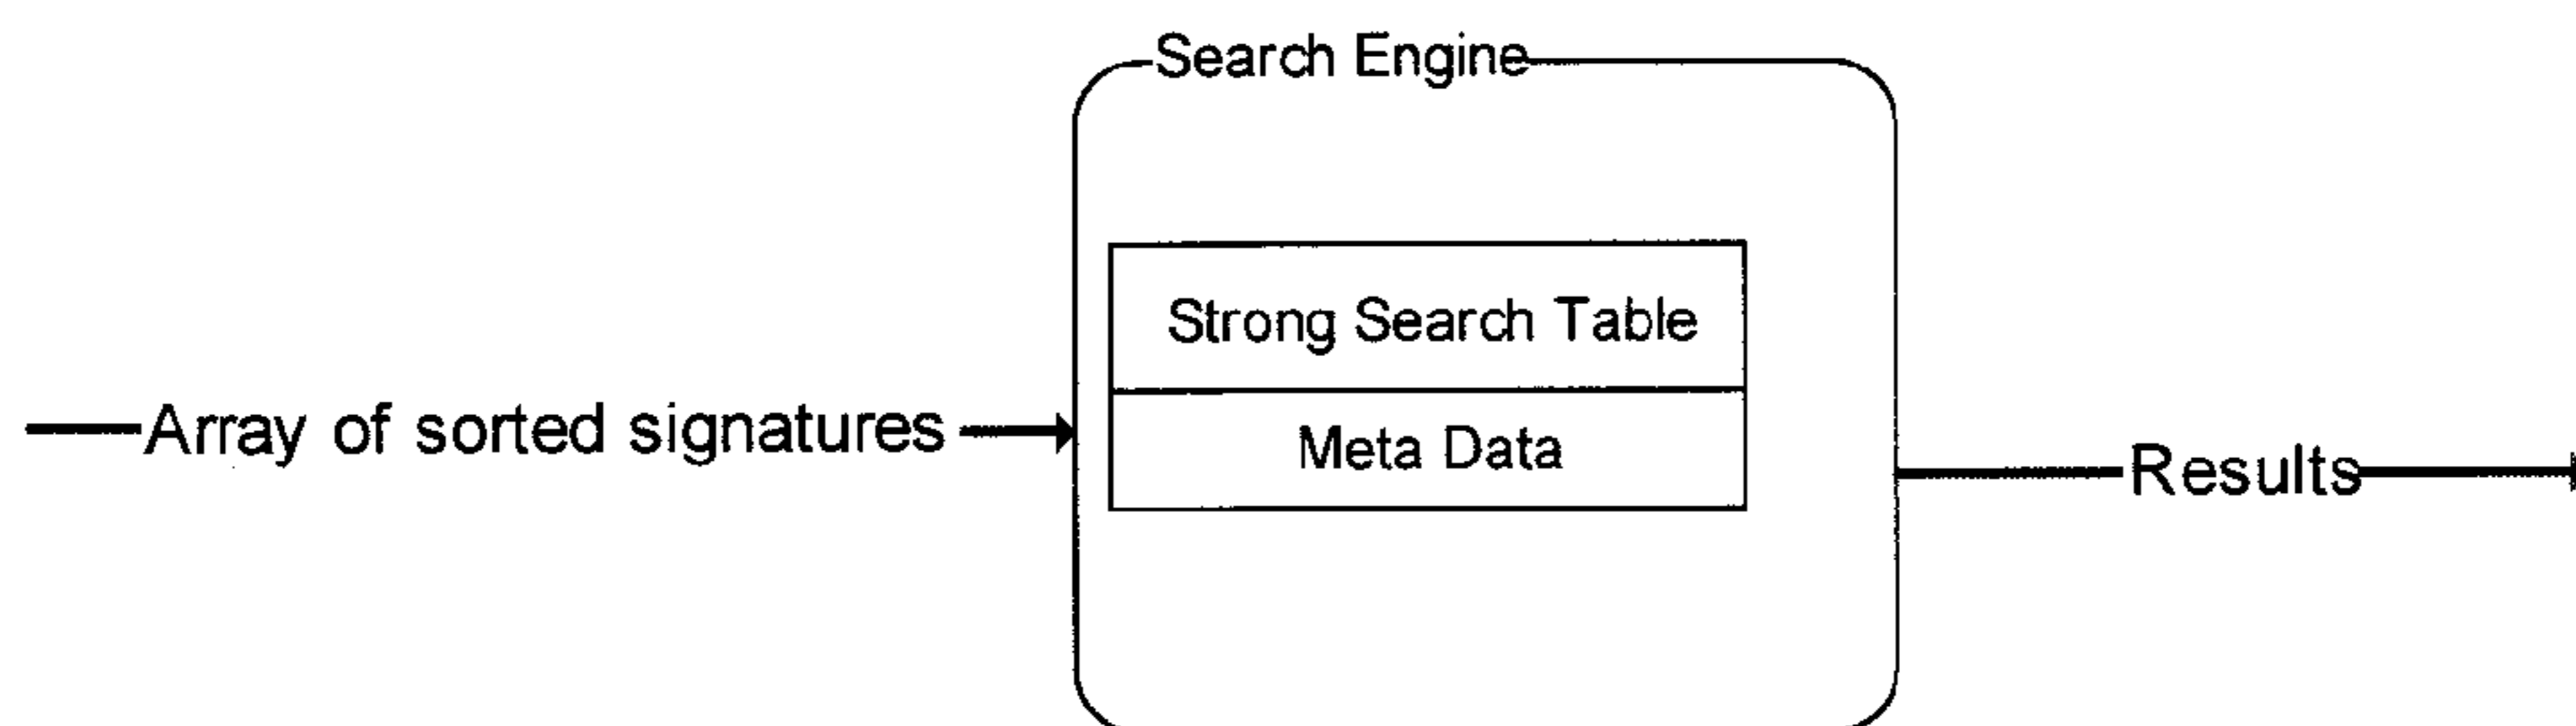 Search Engine
Strong Search Table
Array of sorted signatures
Meta Data
Results